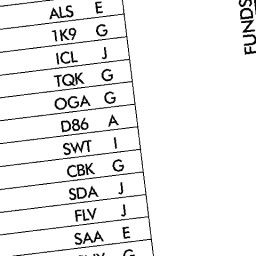 ALS E
1K9 G
ICL J
TQK G
OGA G
D86 A
SWT I
CBK G
SDA J
FLV J
SAA E
G
FUNDS